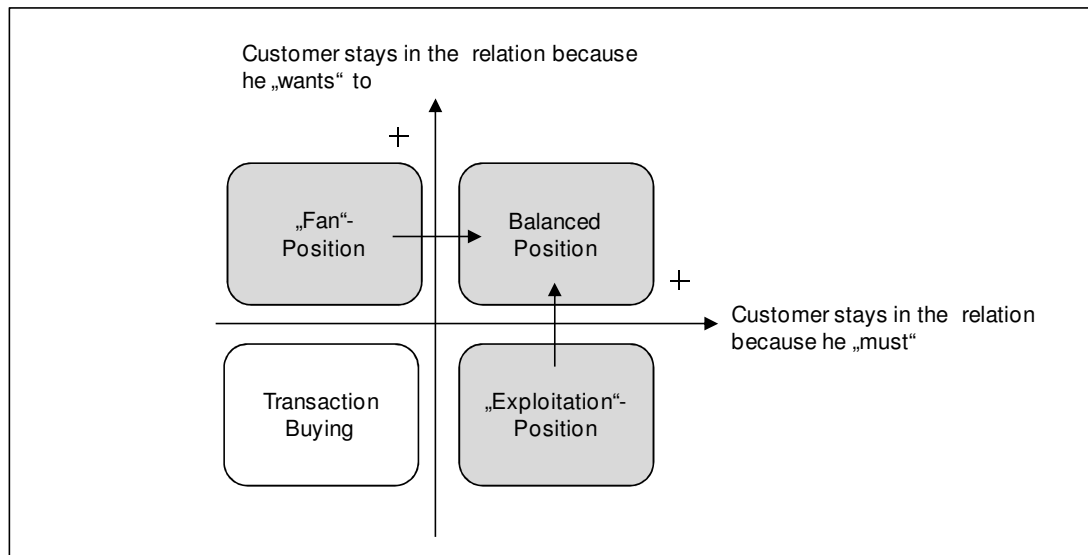 Customer stays in the relation because
he „wants“ to
+
„Fan“-
Position
Balanced
Position
+
Customer stays in the relation
because he „must“
Transaction
Buying
„Exploitation“-
Position